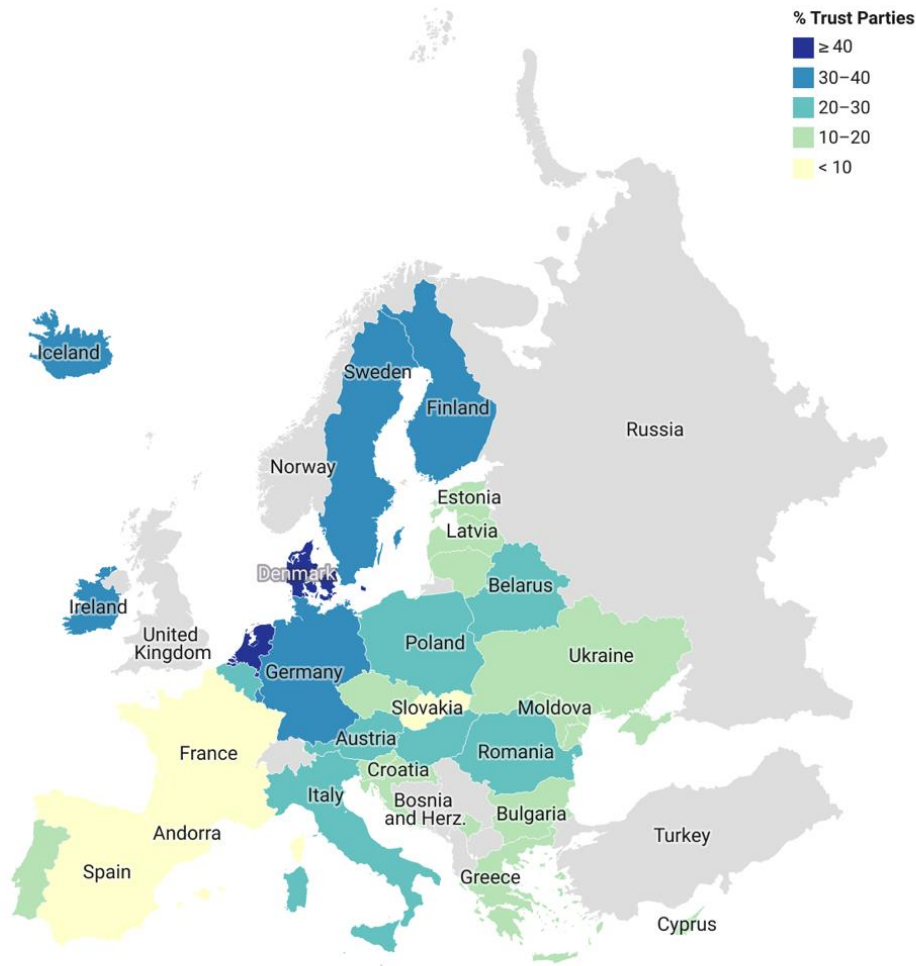 % Trust Parties
≥ 40
30–40
20–30
10–20
< 10
Iceland
Sweden
Finland
Russia
Norway
Estonia
Latvia
Denmark
Belarus
Ireland
United
Kingdom
Poland
Germany
Ukraine
Slovakia
Moldova
Austria
France
Romania
Croatia
Italy
Bosnia
and Herz.
Bulgaria
Andorra
Turkey
Spain
Greece
Cyprus